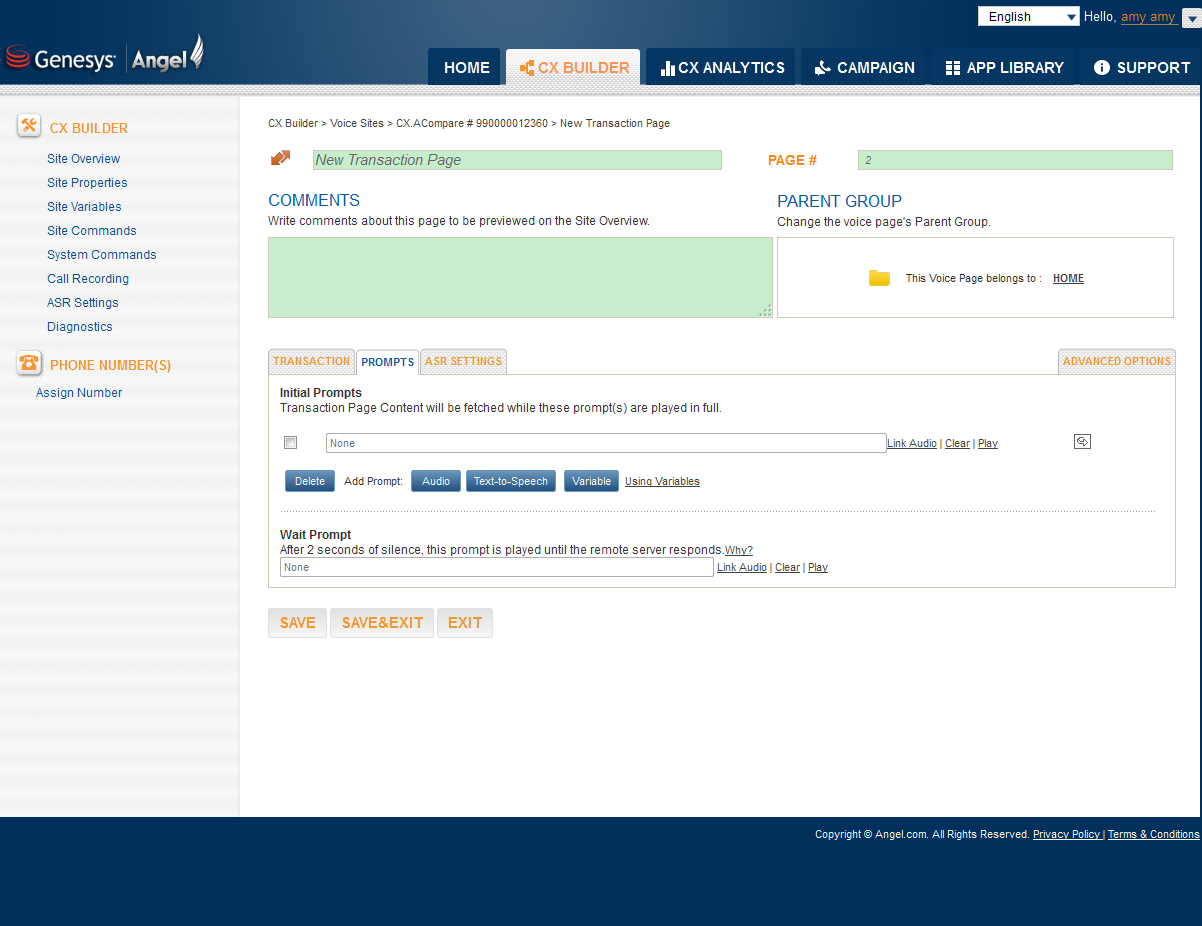 English
Hello, amy amy
Genesys Angel
HOME
CX BUILDER
CX ANALYTICS
CAMPAIGN
APP LIBRARY
SUPPORT
CX BUILDER
Site Overview
Site Properties
Site Variables
Site Commands
System Commands
Call Recording
ASR Settings
Diagnostics
PHONE NUMBER(S)
Assign Number
CX Builder > Voice Sites > CX.ACompare # 990000012360 > New Transaction Page
New Transaction Page
PAGE #
2
COMMENTS
Write comments about this page to be previewed on the Site Overview.
PARENT GROUP
Change the voice page's Parent Group.
This Voice Page belongs to : HOME
TRANSACTION
PROMPTS
ASR SETTINGS
ADVANCED OPTIONS
Initial Prompts
Transaction Page Content will be fetched while these prompt(s) are played in full.
None
Link Audio | Clear | Play
Delete
Add Prompt:
Audio
Text-to-Speech
Variable
Using Variables
Wait Prompt
After 2 seconds of silence, this prompt is played until the remote server responds.Why?
None
Link Audio | Clear | Play
SAVE
SAVE&EXIT
EXIT
Copyright © Angel.com. All Rights Reserved. Privacy Policy | Terms & Conditions